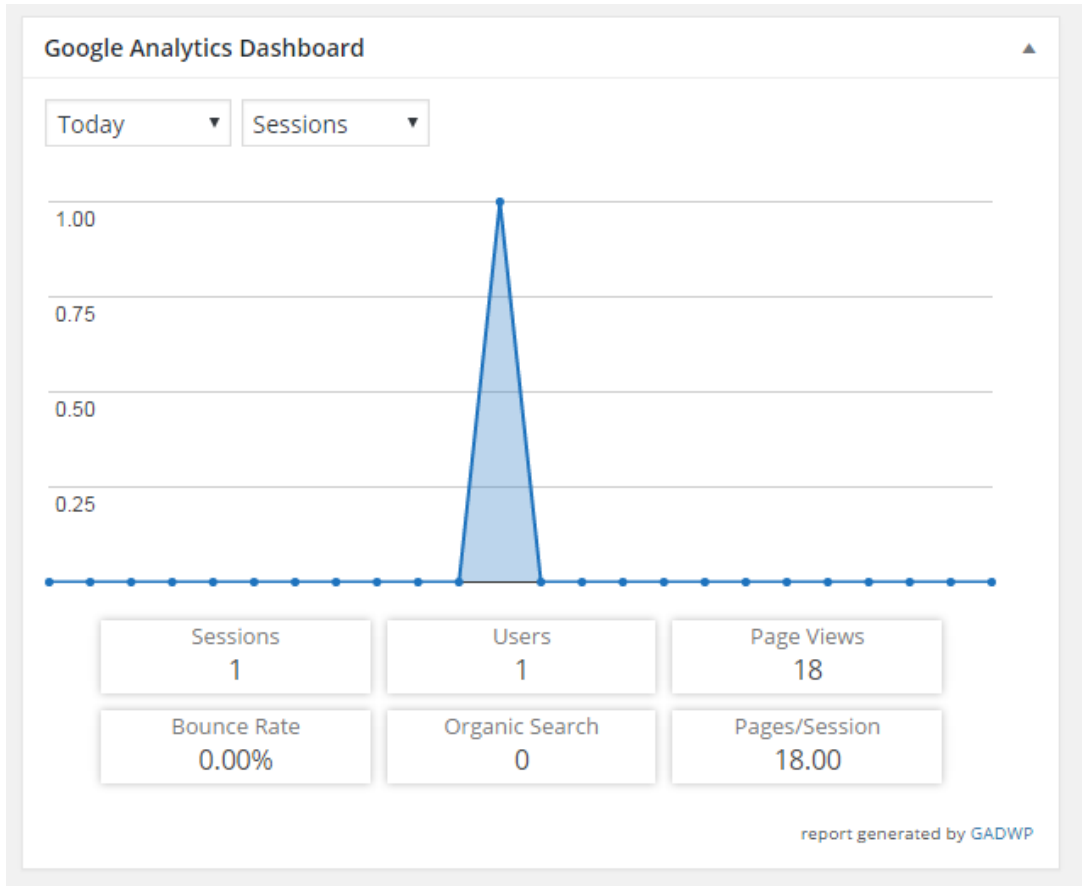 Google Analytics Dashboard
Today Sessions
1.00
0.75
0.50
0.25
Sessions Users Page Views
1 1 18
Bounce Rate Organic Search Pages/Session
0.00% 0 18.00
report generated by GADWP